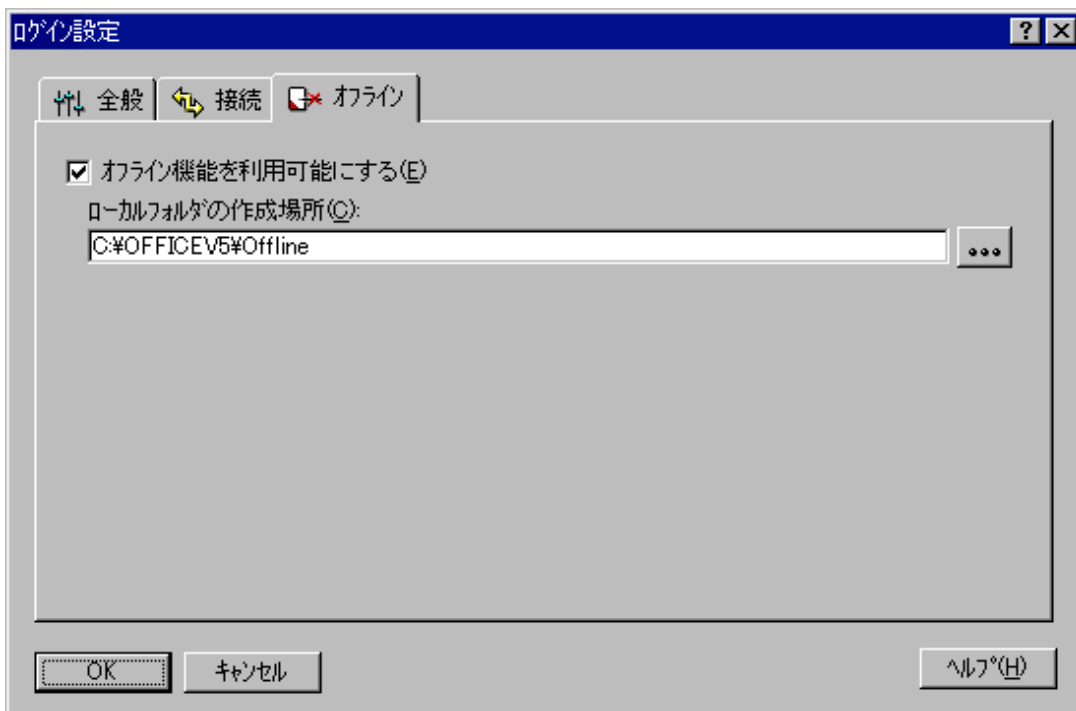 ログイン設定
全般 接続 オフライン
オフライン機能を利用可能にする(E)
ローカルフォルダの作成場所(C):
C:¥OFFICEV5¥Offline
OK キャンセル ヘルプ(H)